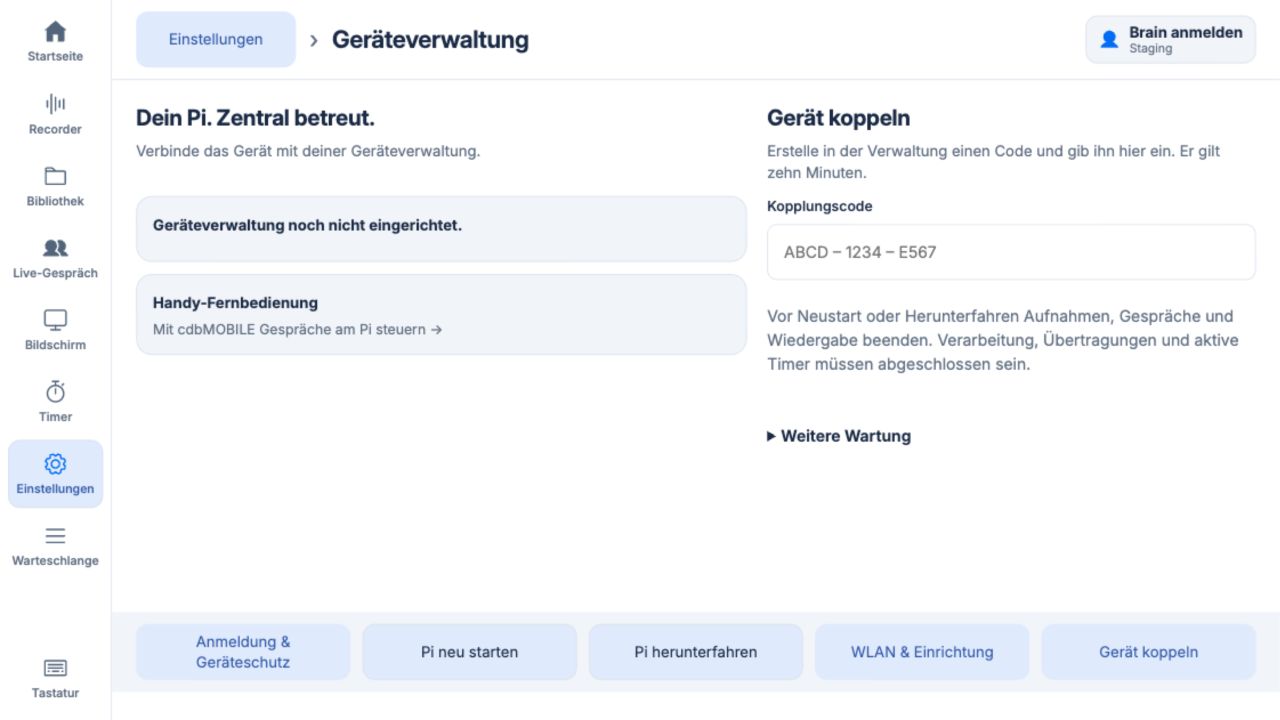 Startseite
Recorder
Bibliothek
Live-Gespräch
Bildschirm
Timer
Einstellungen
Warteschlange
Tastatur
Einstellungen
› Geräteverwaltung
Brain anmelden
Staging
Dein Pi. Zentral betreut.
Verbinde das Gerät mit deiner Geräteverwaltung.
Geräteverwaltung noch nicht eingerichtet.
Handy-Fernbedienung
Mit cdbMOBILE Gespräche am Pi steuern →
Gerät koppeln
Erstelle in der Verwaltung einen Code und gib ihn hier ein. Er gilt
zehn Minuten.
Kopplungscode
ABCD – 1234 – E567
Vor Neustart oder Herunterfahren Aufnahmen, Gespräche und
Wiedergabe beenden. Verarbeitung, Übertragungen und aktive
Timer müssen abgeschlossen sein.
Weitere Wartung
Anmeldung &
Geräteschutz
Pi neu starten
Pi herunterfahren
WLAN & Einrichtung
Gerät koppeln